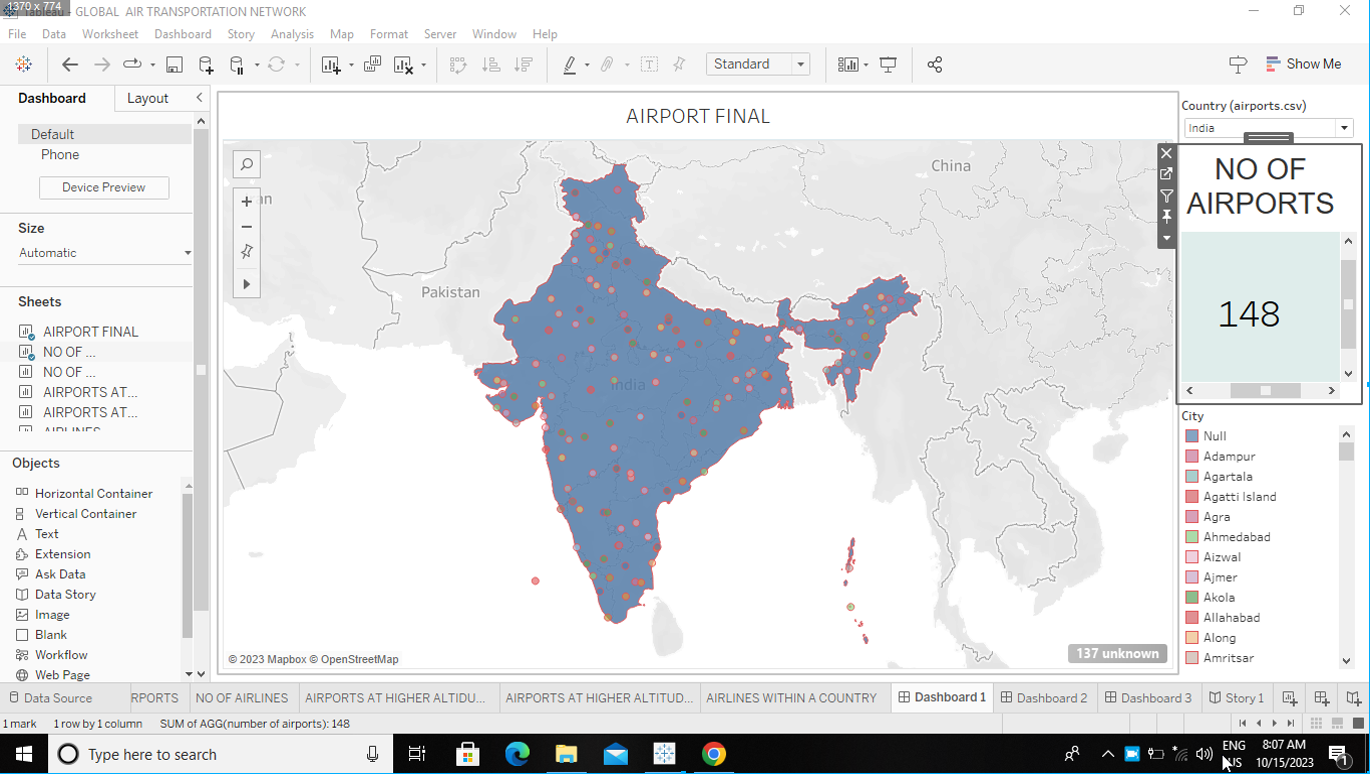 1370 x 774
Tableau - GLOBAL AIR TRANSPORTATION NETWORK
File Data Worksheet Dashboard Story Analysis Map Format Server Window Help
Standard
Show Me
Dashboard Layout
Default
Phone
Device Preview
Size
Automatic
Sheets
AIRPORT FINAL
NO OF ...
NO OF ...
AIRPORTS AT...
AIRPORTS AT...
AIRLINES
Objects
Horizontal Container
Vertical Container
Text
Extension
Ask Data
Data Story
Image
Blank
Workflow
Web Page
AIRPORT FINAL
China
Pakistan
India
© 2023 Mapbox © OpenStreetMap
137 unknown
Country (airports.csv)
India
NO OF
AIRPORTS
148
City
Null
Adampur
Agartala
Agatti Island
Agra
Ahmedabad
Aizwal
Ajmer
Akola
Allahabad
Along
Amritsar
Data Source RPORTS NO OF AIRLINES AIRPORTS AT HIGHER ALTIDU... AIRPORTS AT HIGHER ALTITUD... AIRLINES WITHIN A COUNTRY Dashboard 1 Dashboard 2 Dashboard 3 Story 1
1 mark 1 row by 1 column SUM of AGG(number of airports): 148
Type here to search
ENG
US
8:07 AM
10/15/2023
1